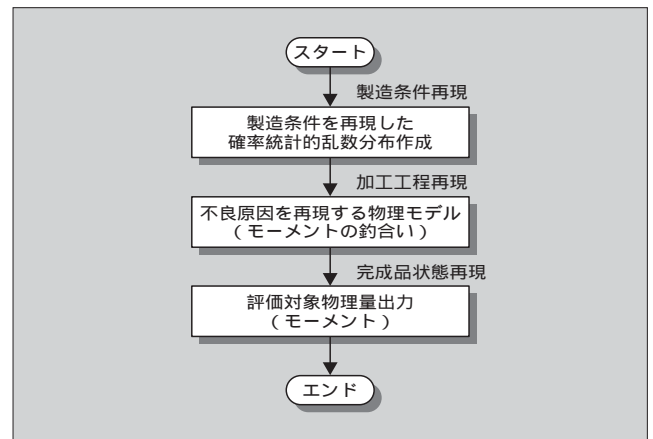 スタート
製造条件再現
製造条件を再現した
確率統計的乱数分布作成
加工工程再現
不良原因を再現する物理モデル
(モーメントの釣合い)
完成品状態再現
評価対象物理量出力
(モーメント)
エンド